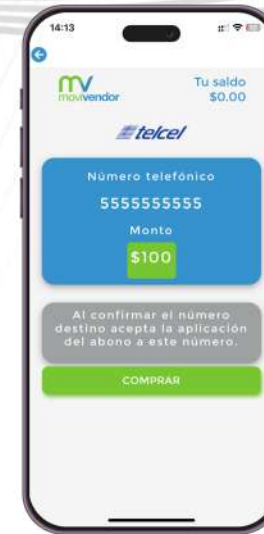 14:13
mv
movivendor
Tu saldo
$0.00
telcel
Número telefónico
5555555555
Monto
$100
Al confirmar el número
destino acepta la aplicación
del abono a este número.
COMPRAR